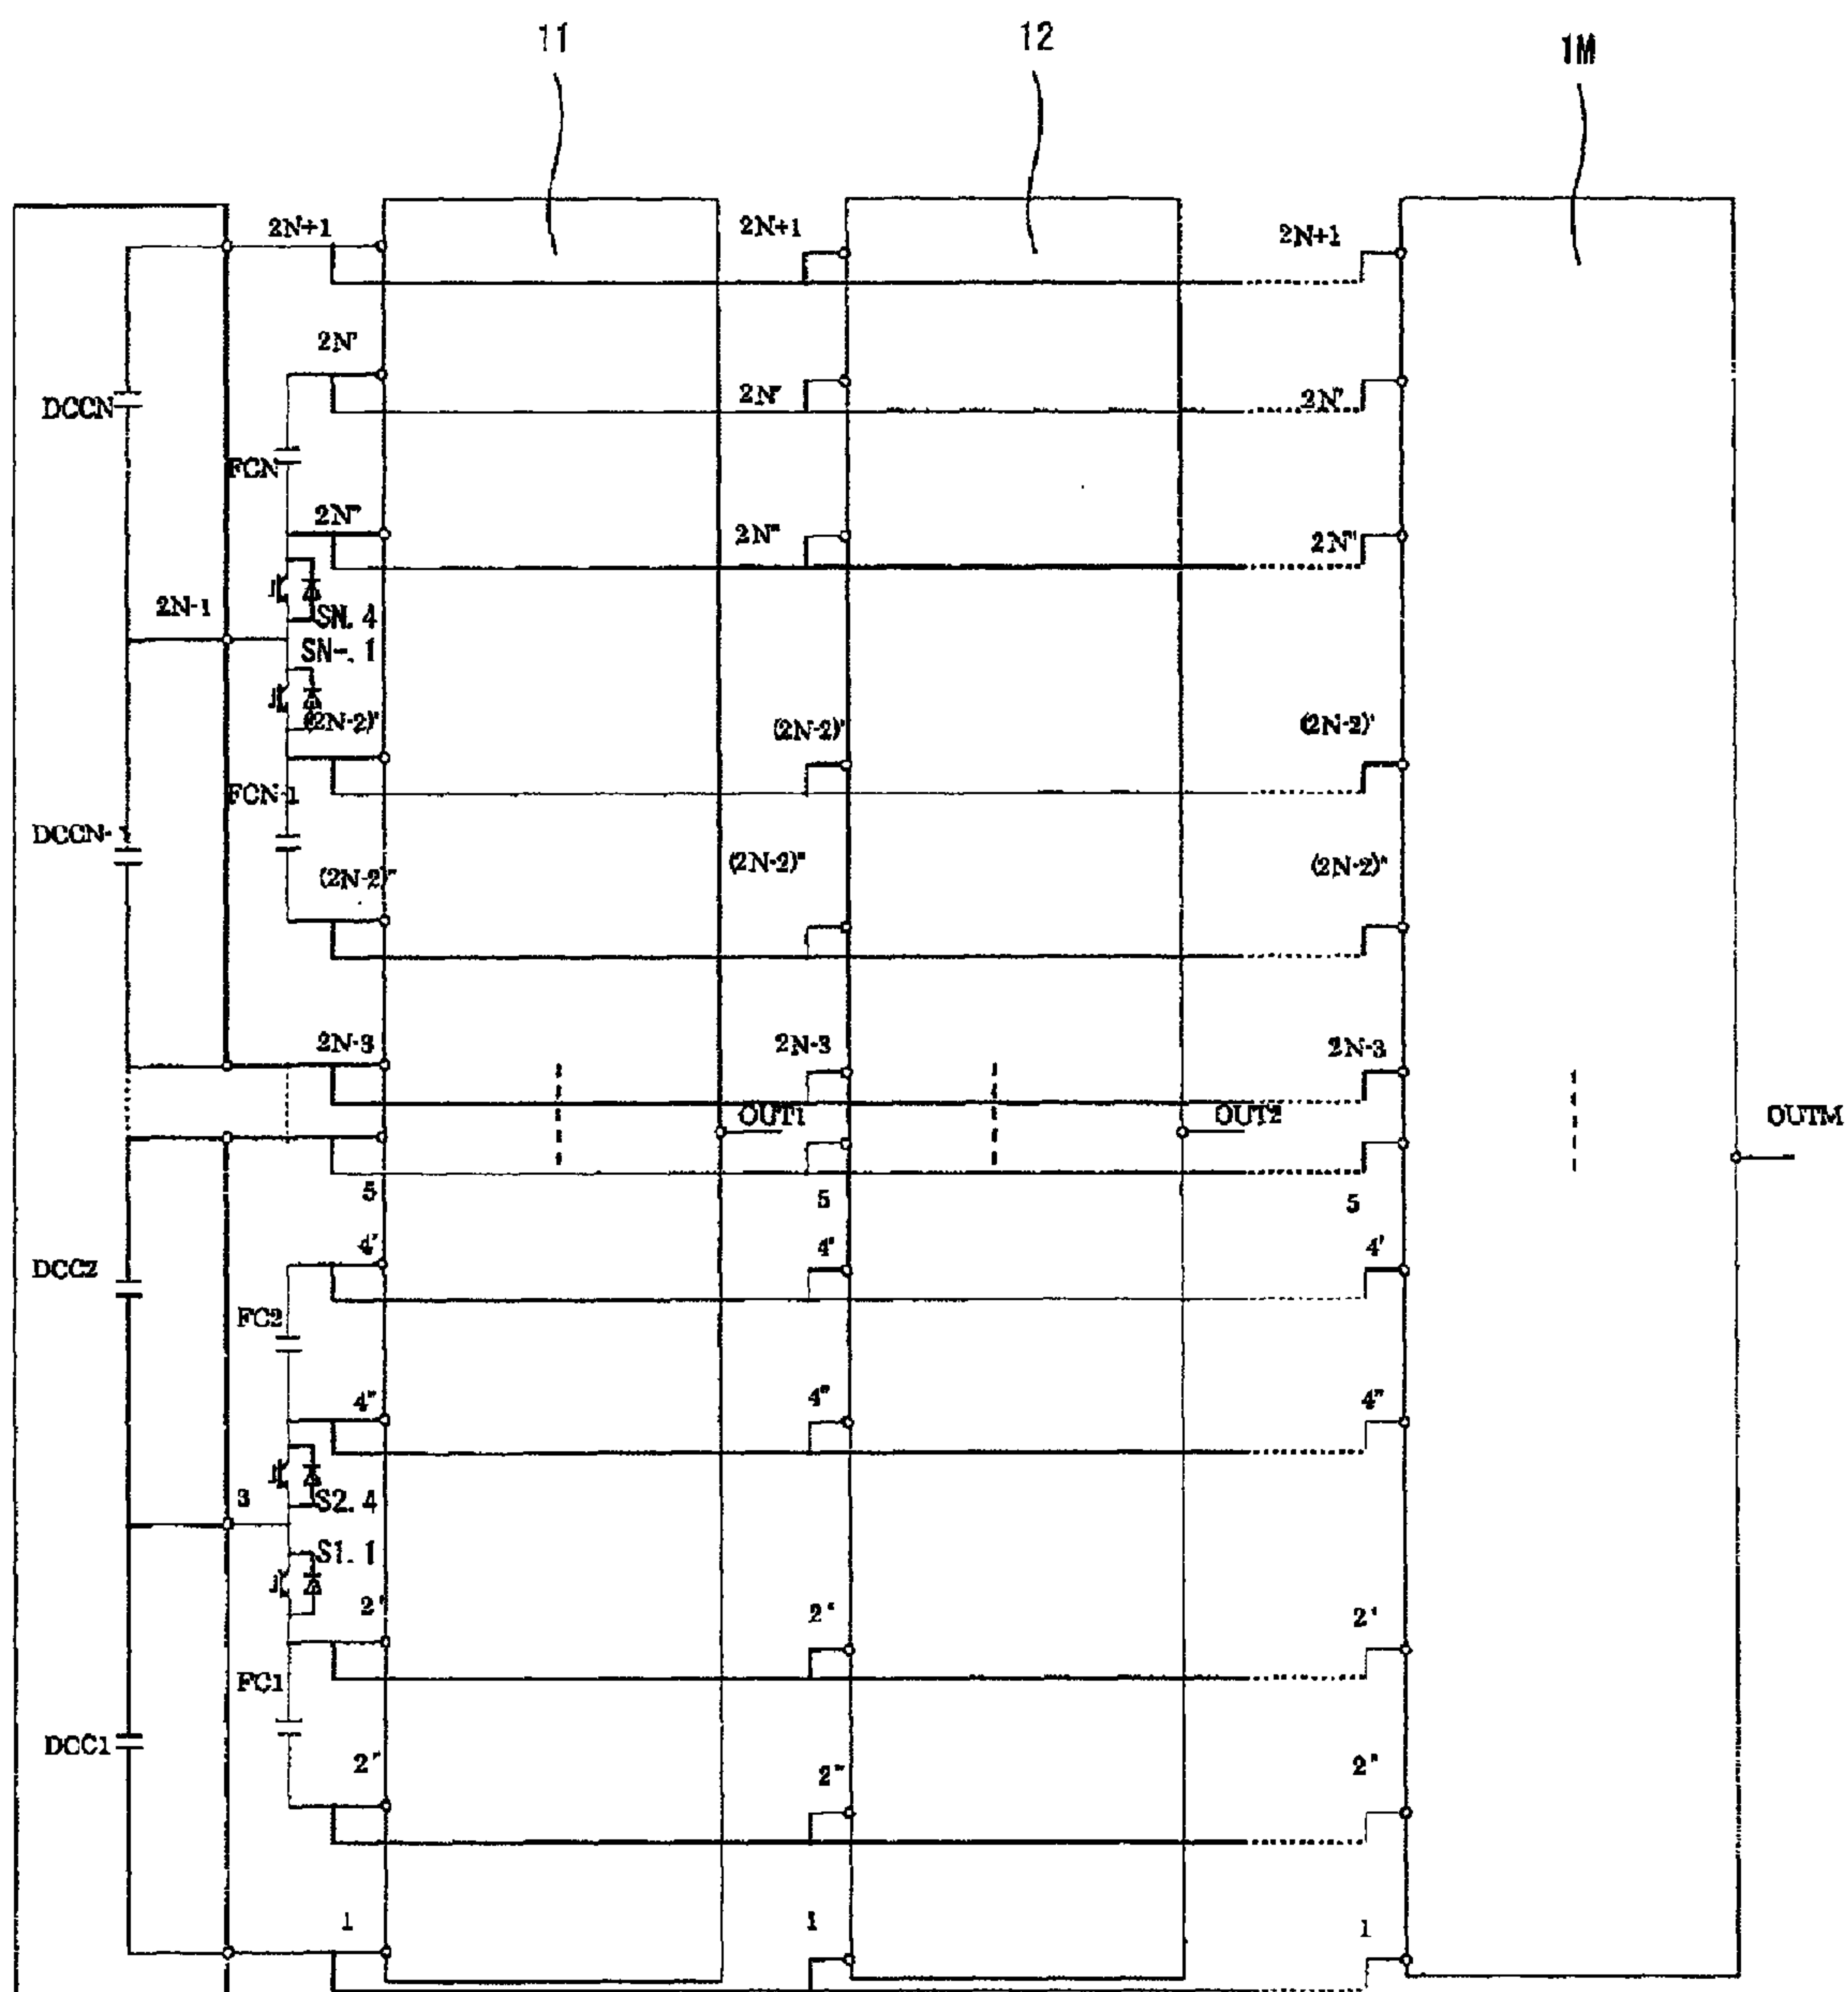 11 12 1M
2N+1 2N+1 2N+1
2N' 2N' 2N'
DCCN
FCN
2N" 2N" 2N"
2N-1
SN. 4
SN-. 1
(2N-2)' (2N-2)' (2N-2)'
FCN-1
DCCN-1
(2N-2)" (2N-2)" (2N-2)"
2N-3 2N-3 2N-3
OUT1 OUT2 OUTM
5 5 5
4' 4' 4'
DCC2
FC2
4" 4" 4"
3
S2. 4
S1. 1
2' 2' 2'
FC1
DCC1
2" 2" 2"
1 1 1